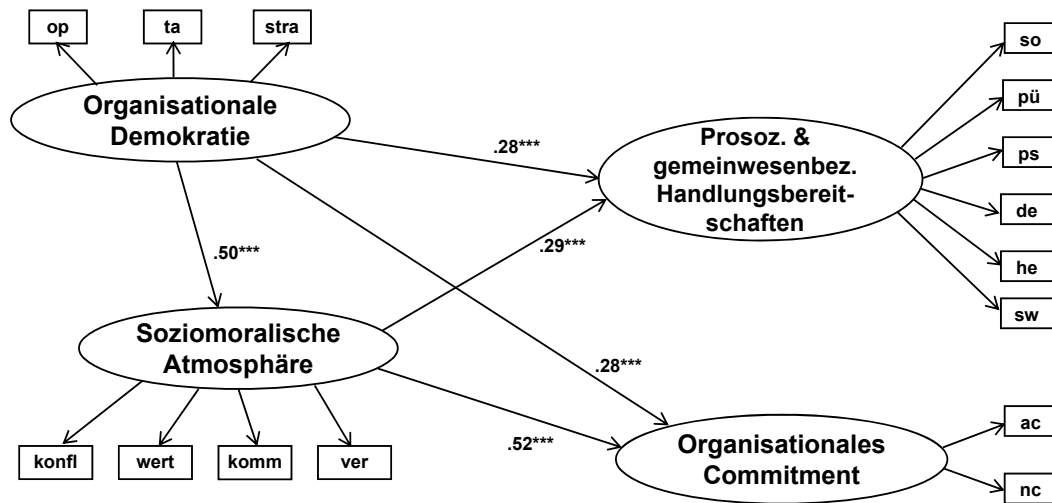 op
ta
stra
so
Organisationale
Demokratie
pü
Prosoz. &
gemeinwesenbez.
Handlungsbereit-
schaften
.28***
ps
de
.50***
.29***
he
sw
Soziomoralische
Atmosphäre
.28***
konfl
wert
komm
ver
.52***
Organisationales
Commitment
ac
nc